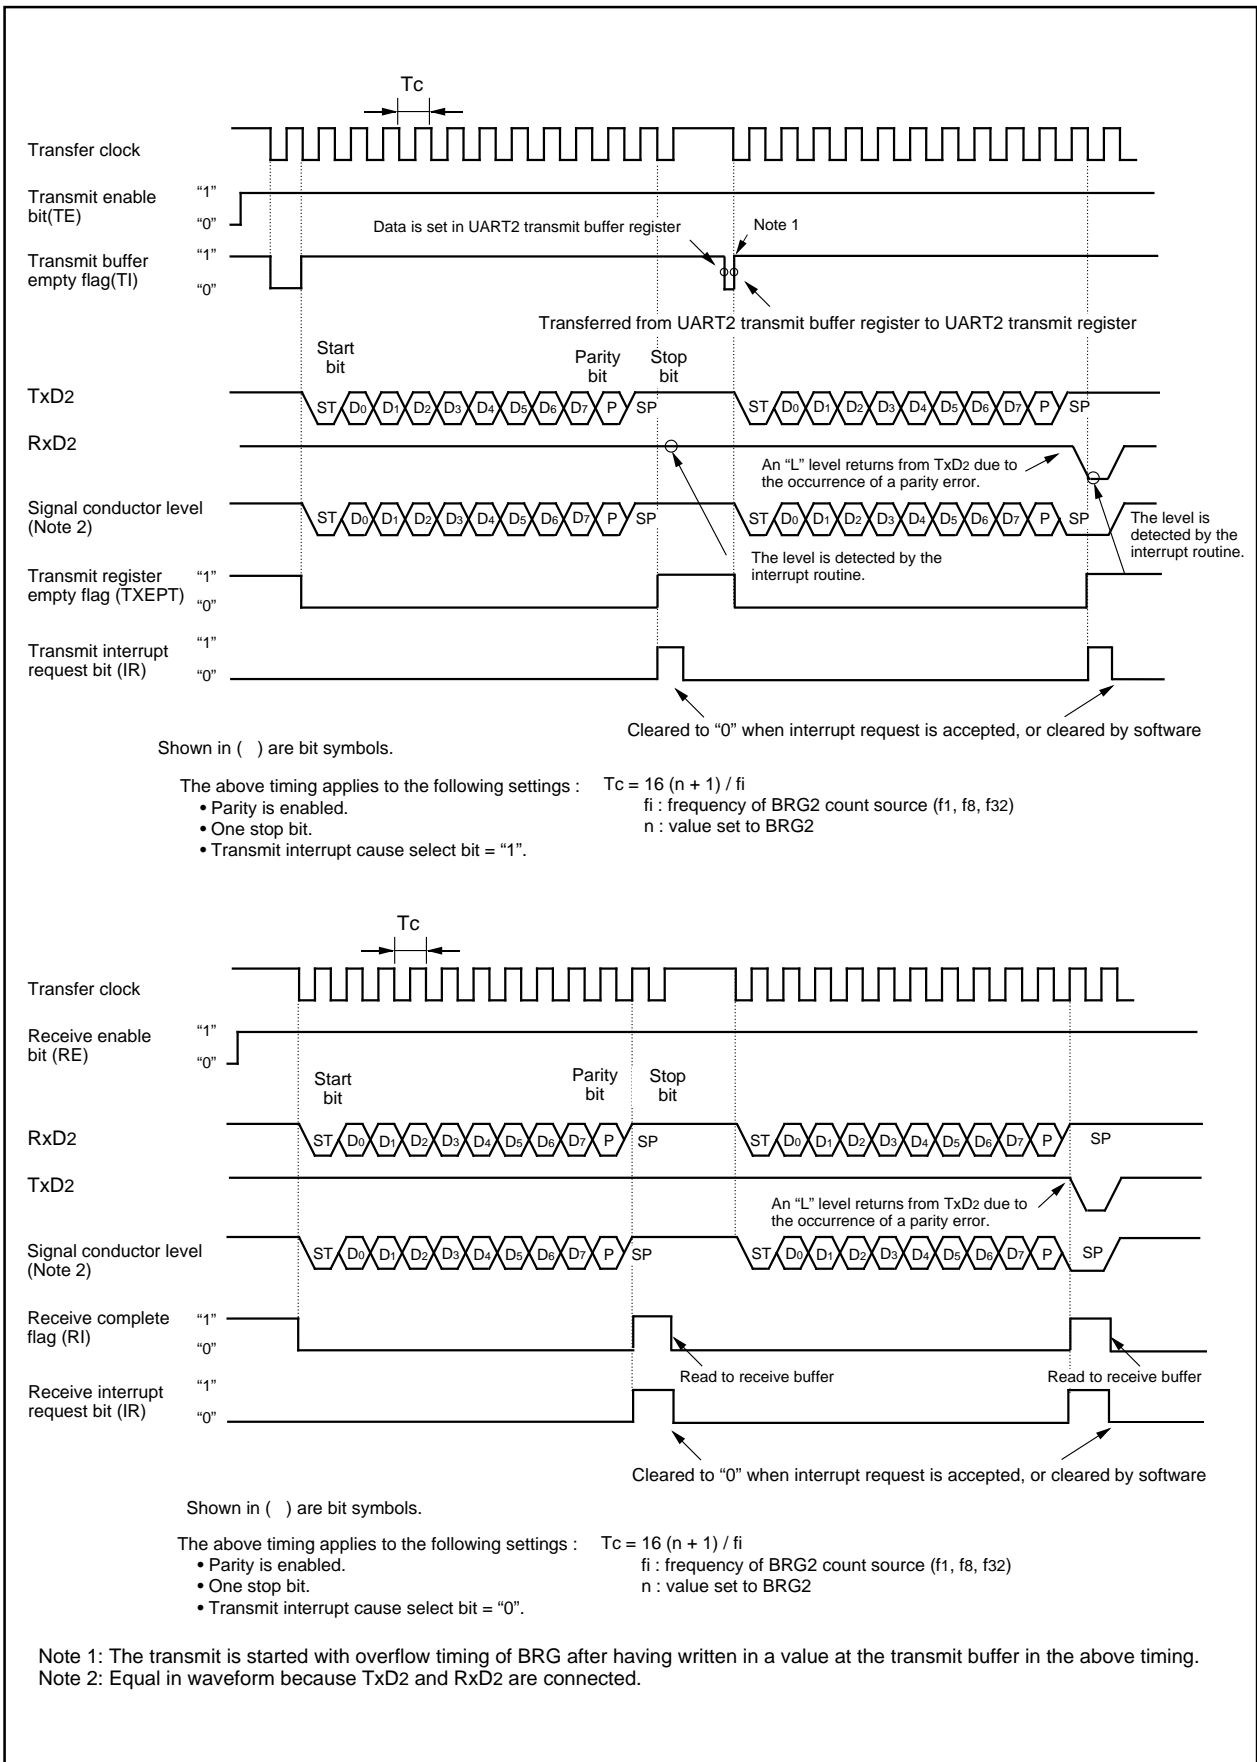 Tc
Transfer clock
Transmit enable
bit(TE)
“1”
“0”
Data is set in UART2 transmit buffer register
Note 1
Transmit buffer
empty flag(TI)
“1”
“0”
Transferred from UART2 transmit buffer register to UART2 transmit register
Start
bit
Parity
bit
Stop
bit
TxD2
ST D0 D1 D2 D3 D4 D5 D6 D7 P SP
ST D0 D1 D2 D3 D4 D5 D6 D7 P SP
RxD2
An “L” level returns from TxD2 due to
the occurrence of a parity error.
Signal conductor level
(Note 2)
ST D0 D1 D2 D3 D4 D5 D6 D7 P SP
ST D0 D1 D2 D3 D4 D5 D6 D7 P SP
The level is
detected by the
interrupt routine.
The level is detected by the
interrupt routine.
Transmit register
empty flag (TXEPT)
“1”
“0”
Transmit interrupt
request bit (IR)
“1”
“0”
Cleared to “0” when interrupt request is accepted, or cleared by software
Shown in ( ) are bit symbols.
The above timing applies to the following settings :
• Parity is enabled.
• One stop bit.
• Transmit interrupt cause select bit = “1”.
Tc = 16 (n + 1) / fi
fi : frequency of BRG2 count source (f1, f8, f32)
n : value set to BRG2
Tc
Transfer clock
Receive enable
bit (RE)
“1”
“0”
Start
bit
Parity
bit
Stop
bit
RxD2
ST D0 D1 D2 D3 D4 D5 D6 D7 P SP
ST D0 D1 D2 D3 D4 D5 D6 D7 P SP
TxD2
An “L” level returns from TxD2 due to
the occurrence of a parity error.
Signal conductor level
(Note 2)
ST D0 D1 D2 D3 D4 D5 D6 D7 P SP
ST D0 D1 D2 D3 D4 D5 D6 D7 P SP
Receive complete
flag (RI)
“1”
“0”
Read to receive buffer
Read to receive buffer
Receive interrupt
request bit (IR)
“1”
“0”
Cleared to “0” when interrupt request is accepted, or cleared by software
Shown in ( ) are bit symbols.
The above timing applies to the following settings :
• Parity is enabled.
• One stop bit.
• Transmit interrupt cause select bit = “0”.
Tc = 16 (n + 1) / fi
fi : frequency of BRG2 count source (f1, f8, f32)
n : value set to BRG2
Note 1: The transmit is started with overflow timing of BRG after having written in a value at the transmit buffer in the above timing.
Note 2: Equal in waveform because TxD2 and RxD2 are connected.